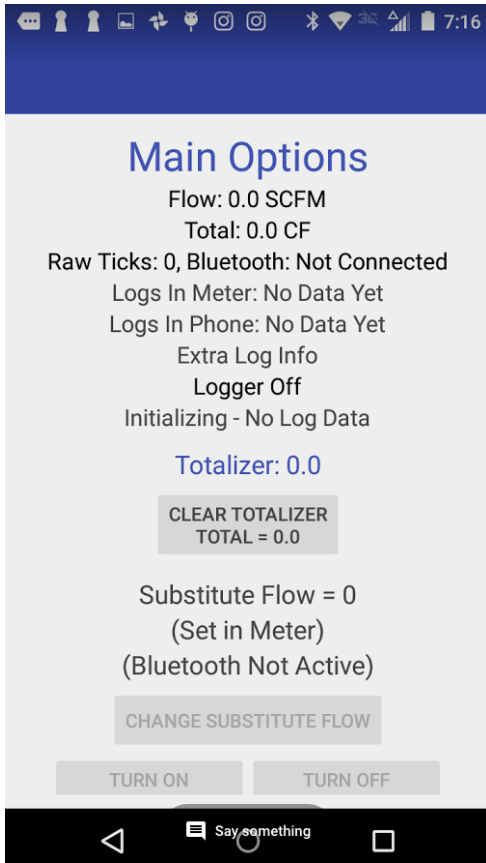 7:16
Main Options
Flow: 0.0 SCFM
Total: 0.0 CF
Raw Ticks: 0, Bluetooth: Not Connected
Logs In Meter: No Data Yet
Logs In Phone: No Data Yet
Extra Log Info
Logger Off
Initializing - No Log Data
Totalizer: 0.0
CLEAR TOTALIZER
TOTAL = 0.0
Substitute Flow = 0
(Set in Meter)
(Bluetooth Not Active)
CHANGE SUBSTITUTE FLOW
TURN ON TURN OFF
Say something